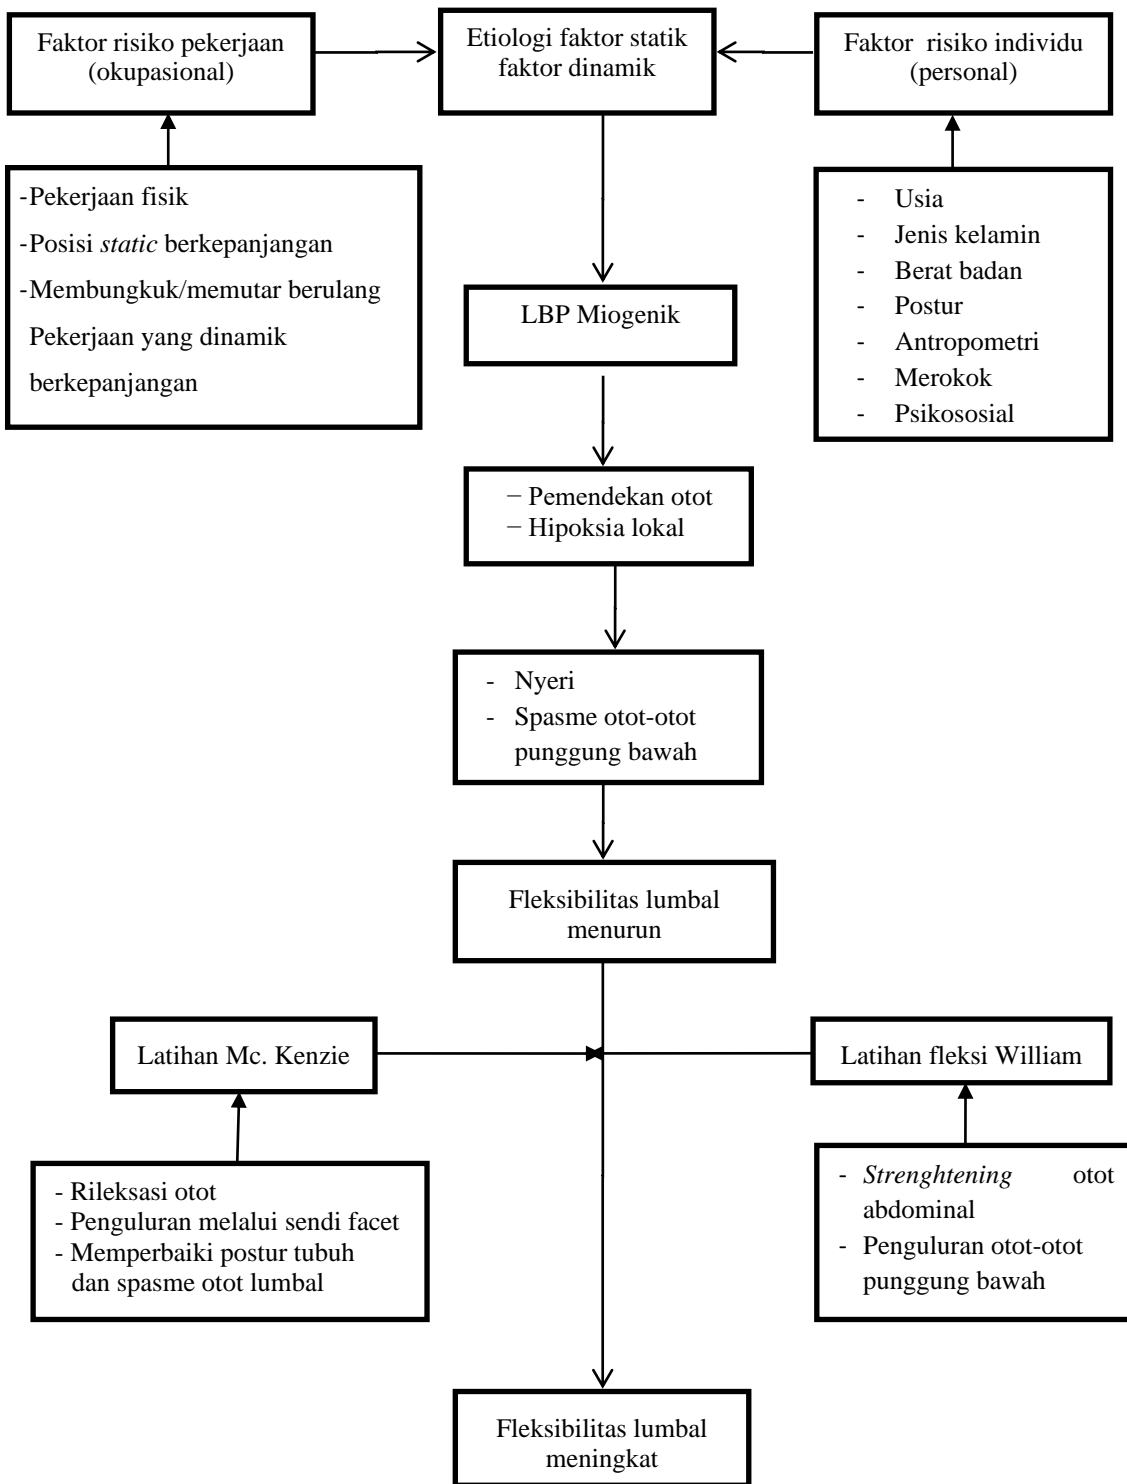 Faktor risiko pekerjaan
(okupasional)
Etiologi faktor statik
faktor dinamik
Faktor risiko individu
(personal)
-Pekerjaan fisik
-Posisi static berkepanjangan
-Membungkuk/memutar berulang
Pekerjaan yang dinamik
berkepanjangan
- Usia
- Jenis kelamin
- Berat badan
- Postur
- Antropometri
- Merokok
- Psikososial
LBP Miogenik
− Pemendekan otot
− Hipoksia lokal
- Nyeri
- Spasme otot-otot
punggung bawah
Fleksibilitas lumbal
menurun
Latihan Mc. Kenzie
Latihan fleksi William
- Rileksasi otot
- Penguluran melalui sendi facet
- Memperbaiki postur tubuh
dan spasme otot lumbal
- Strenghtening otot
abdominal
- Penguluran otot-otot
punggung bawah
Fleksibilitas lumbal
meningkat